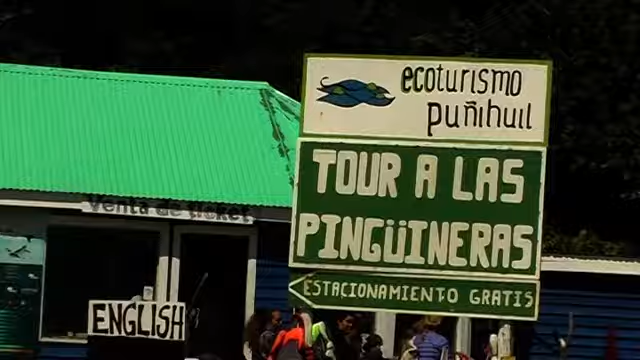 ecoturismo
puñihuil
TOUR A LAS
PINGÜINERAS
ESTACIONAMIENTO GRATIS
Venta de ticket
ENGLISH